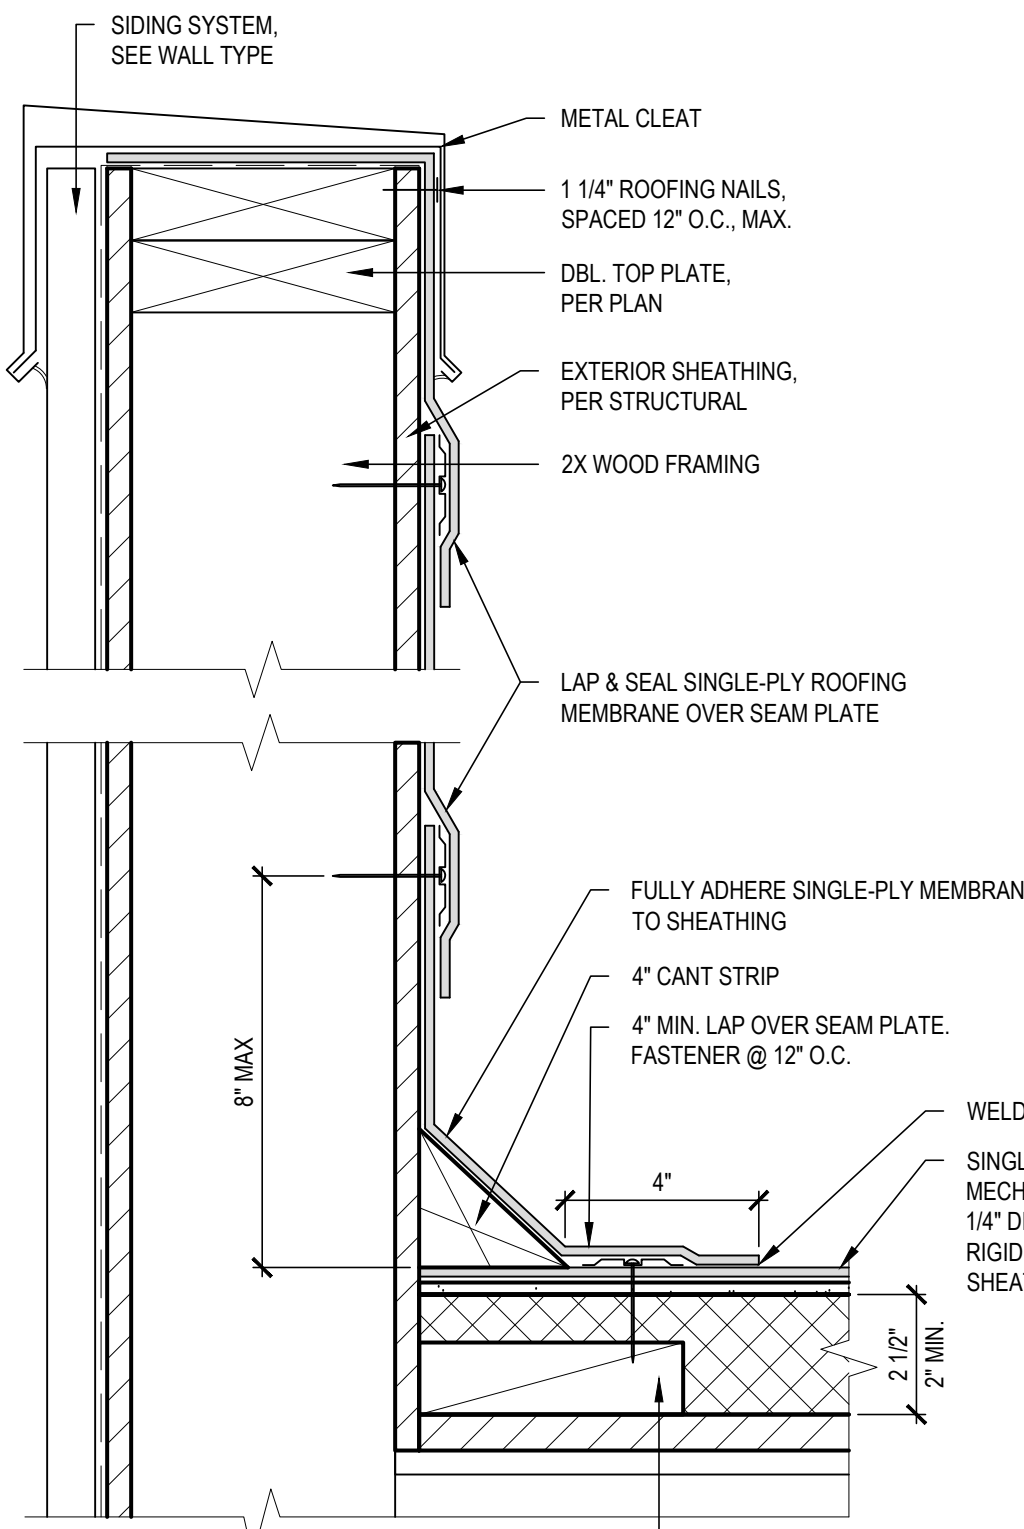 SIDING SYSTEM,
SEE WALL TYPE
METAL CLEAT
1 1/4" ROOFING NAILS,
SPACED 12" O.C., MAX.
DBL. TOP PLATE,
PER PLAN
EXTERIOR SHEATHING,
PER STRUCTURAL
2X WOOD FRAMING
LAP & SEAL SINGLE-PLY ROOFING
MEMBRANE OVER SEAM PLATE
FULLY ADHERE SINGLE-PLY MEMBRAN
TO SHEATHING
4" CANT STRIP
4" MIN. LAP OVER SEAM PLATE.
FASTENER @ 12" O.C.
8" MAX
WELD
4"
SINGL
MECH
1/4" D
RIGID
SHEA
2 1/2"
2" MIN.